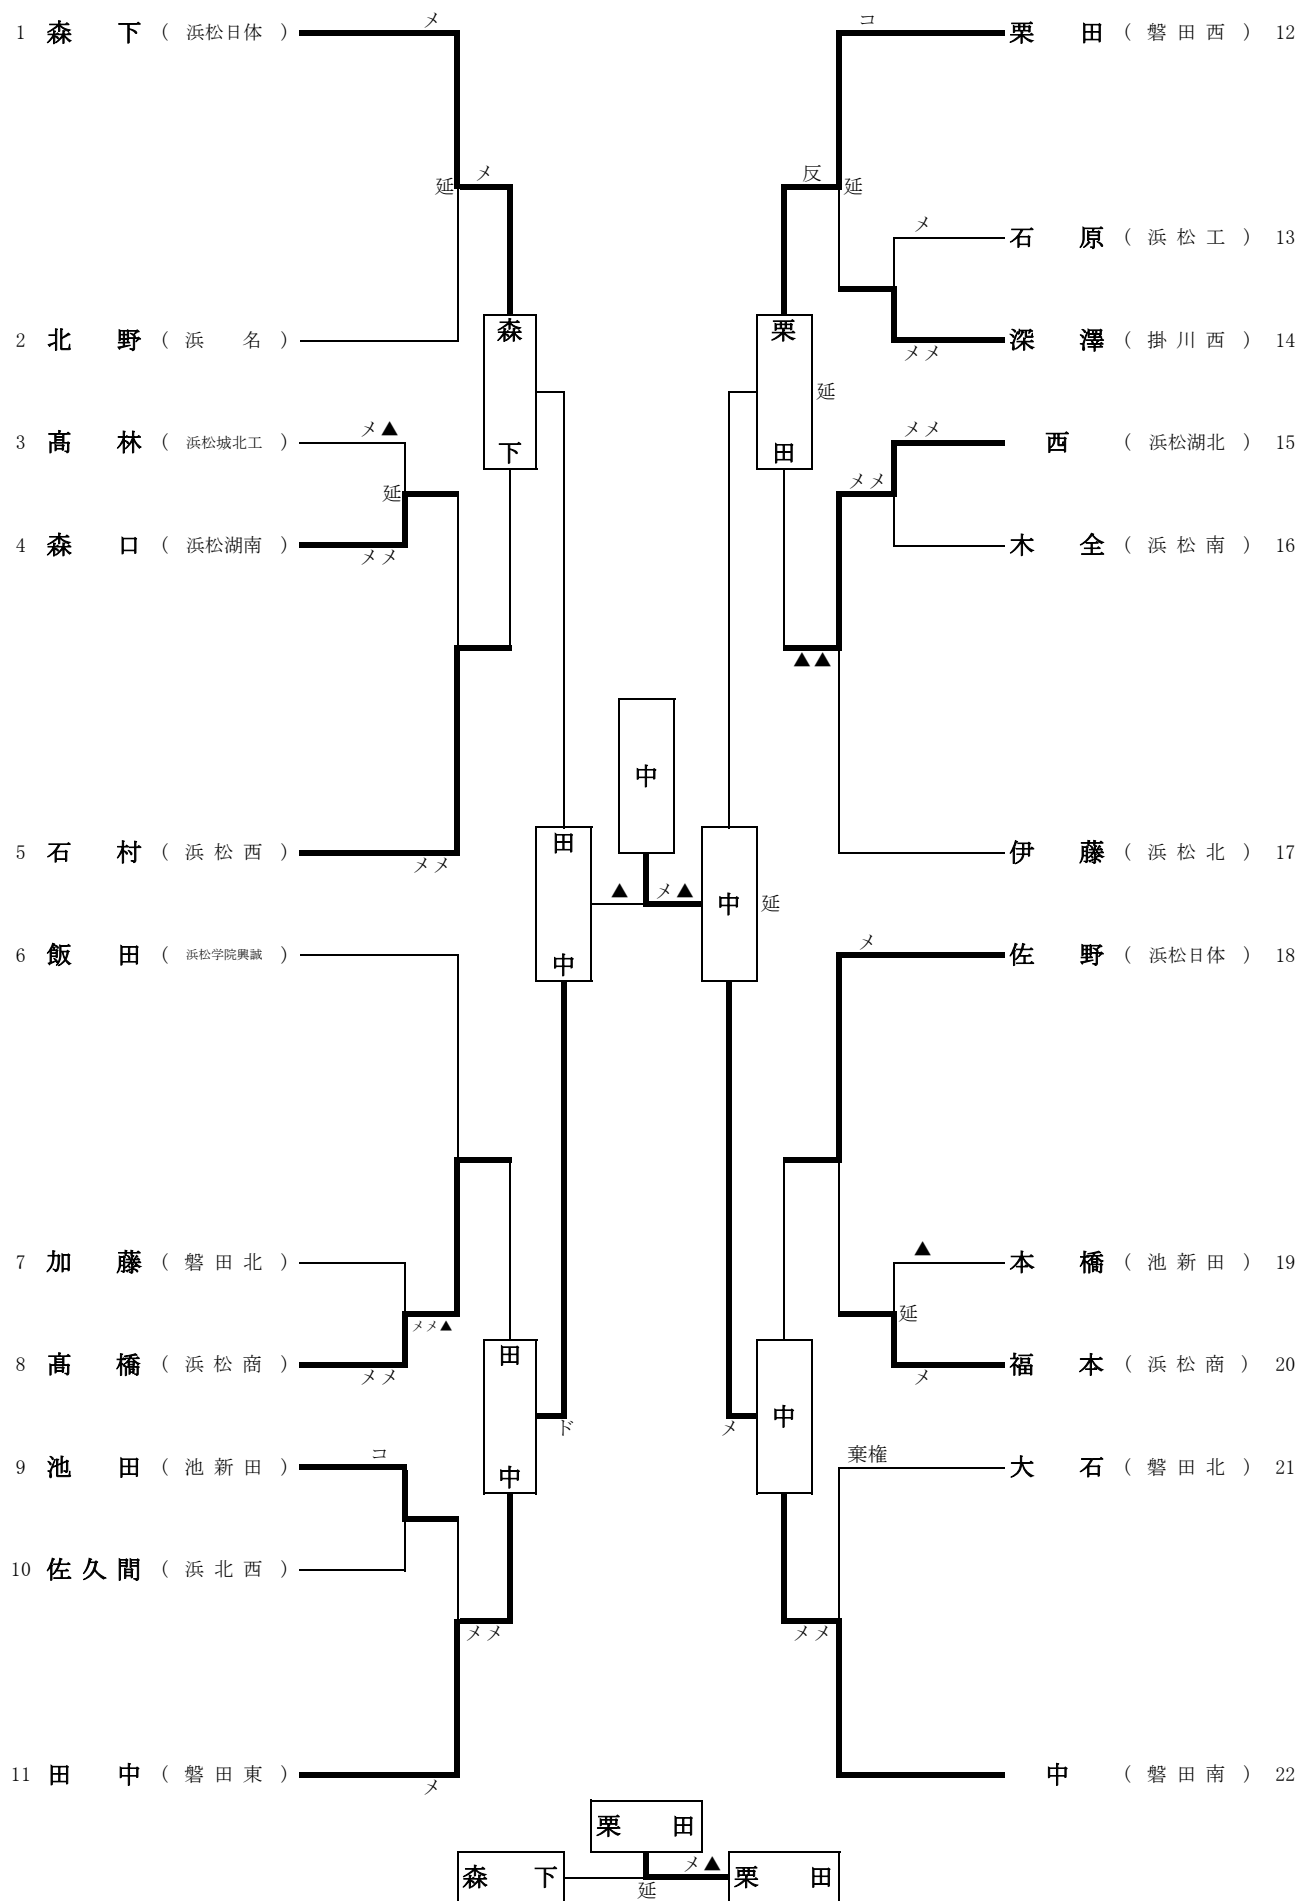 1 森 下 ( 浜松日体 ) メ
コ 栗 田 ( 磐田西 ) 12
延 メ
反 延
メ 石 原 ( 浜松工 ) 13
2 北 野 ( 浜 名 )
森 下
栗 田 延
メメ 深 澤 ( 掛川西 ) 14
3 髙 林 ( 浜松城北工 ) メ▲
メメ 西 ( 浜松湖北 ) 15
延
メメ
4 森 口 ( 浜松湖南 ) メメ
木 全 ( 浜松南 ) 16
▲▲
中
5 石 村 ( 浜松西 ) メメ
伊 藤 ( 浜松北 ) 17
田 中 ▲ メ▲ 中 延
6 飯 田 ( 浜松学院興誠 )
メ 佐 野 ( 浜松日体 ) 18
7 加 藤 ( 磐田北 )
▲ 本 橋 ( 池新田 ) 19
メメ▲
延
8 髙 橋 ( 浜松商 ) メメ
メ 福 本 ( 浜松商 ) 20
田 中 ド
メ 中
9 池 田 ( 池新田 ) コ
棄権 大 石 ( 磐田北 ) 21
10 佐久間 ( 浜北西 )
メメ
メメ
11 田 中 ( 磐田東 ) メ
中 ( 磐田南 ) 22
栗 田
森 下 延 メ▲ 栗 田